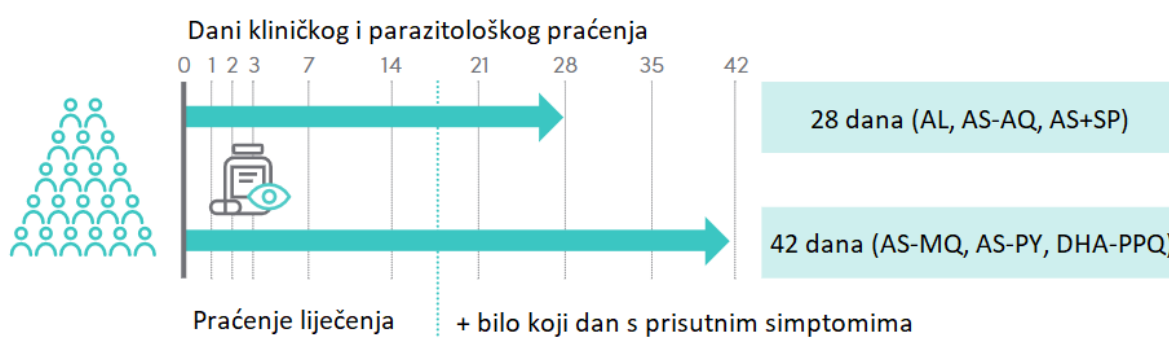 Dani kliničkog i parazitološkog praćenja
0 1 2 3 7 14 21 28 35 42
28 dana (AL, AS-AQ, AS+SP)
42 dana (AS-MQ, AS-PY, DHA-PPQ)
Praćenje liječenja
+ bilo koji dan s prisutnim simptomima